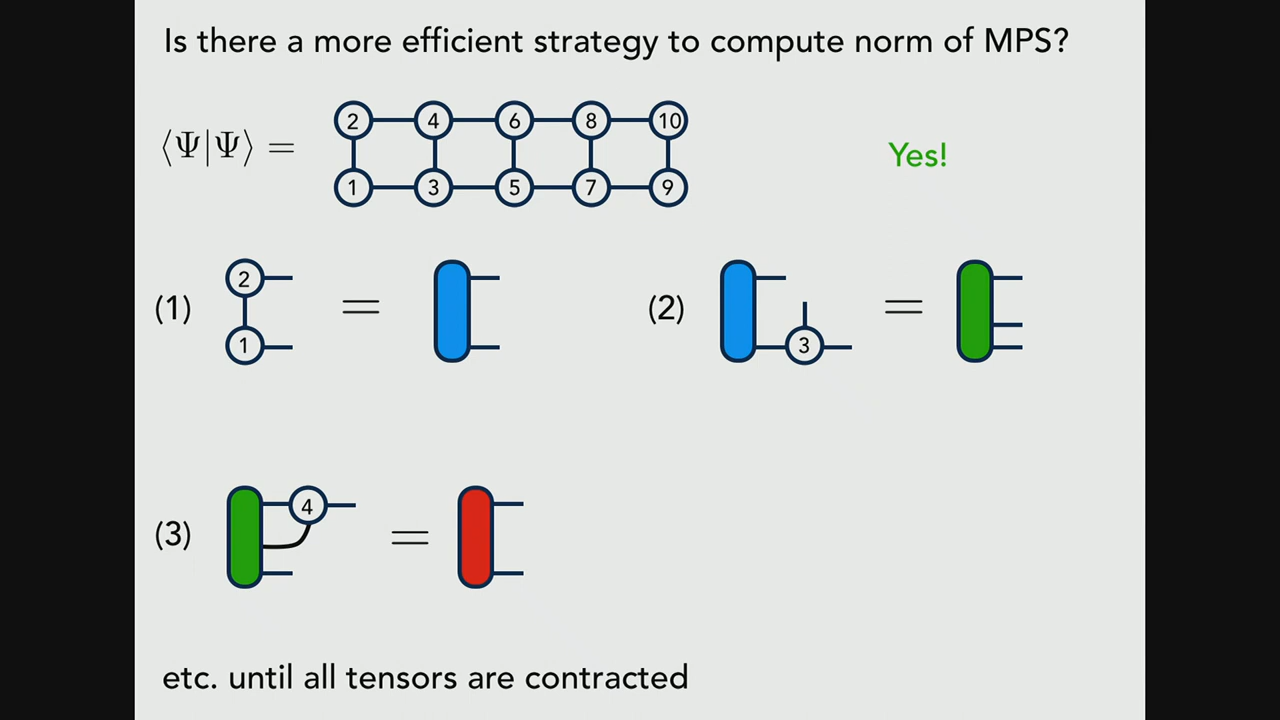 Is there a more efficient strategy to compute norm of MPS?
2 4 6 8 10
⟨Ψ|Ψ⟩ =
Yes!
1 3 5 7 9
2
(1) = (2) =
1 3
4
(3) =
etc. until all tensors are contracted